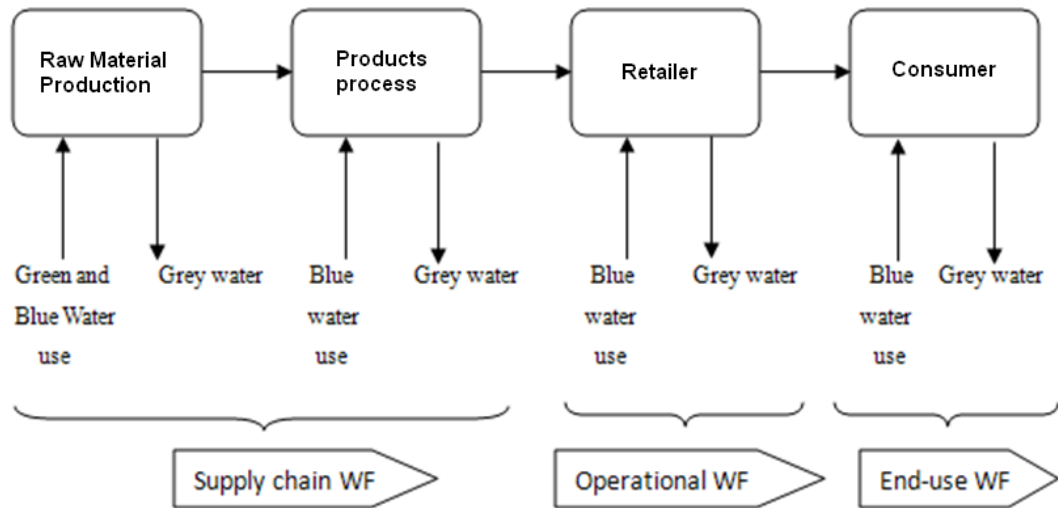 Raw Material
Production
Products
process
Retailer
Consumer
Green and
Blue Water
use
Grey water
Blue
water
use
Grey water
Blue
water
use
Grey water
Blue
water
use
Grey water
Supply chain WF
Operational WF
End-use WF